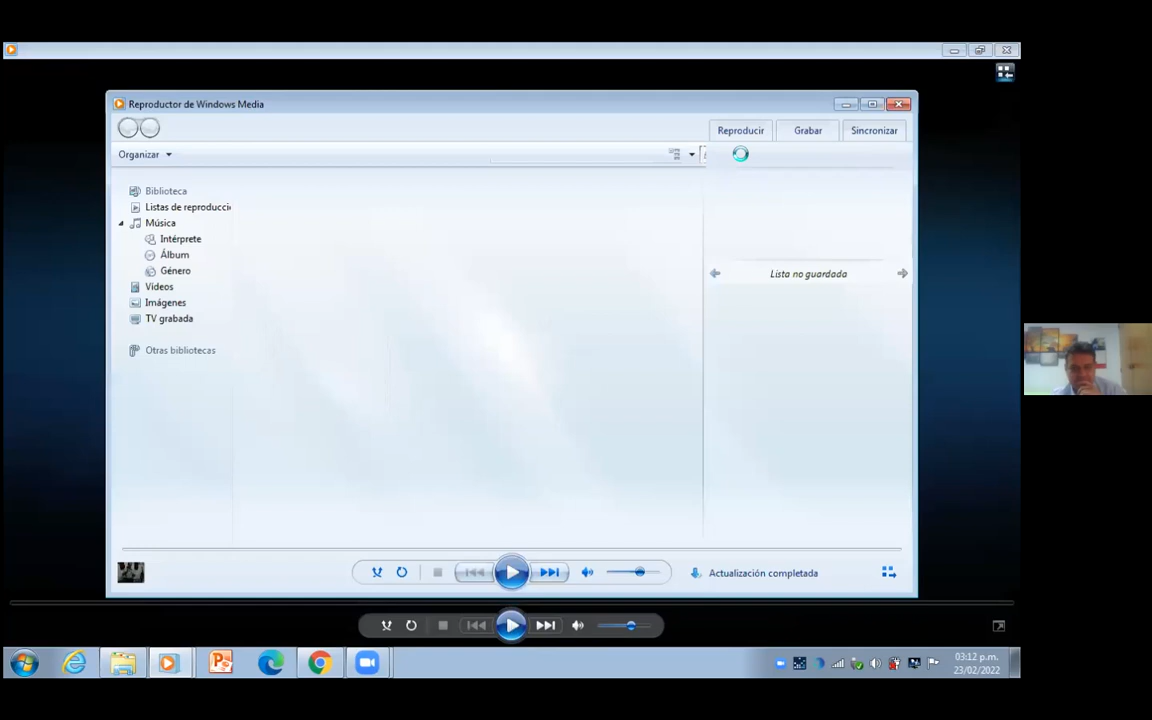 Reproductor de Windows Media
Reproducir
Grabar
Sincronizar
Organizar
Biblioteca
Listas de reproducci
Música
Intérprete
Álbum
Género
Vídeos
Imágenes
TV grabada
Otras bibliotecas
Lista no guardada
Actualización completada
03:12 p.m.
23/02/2022